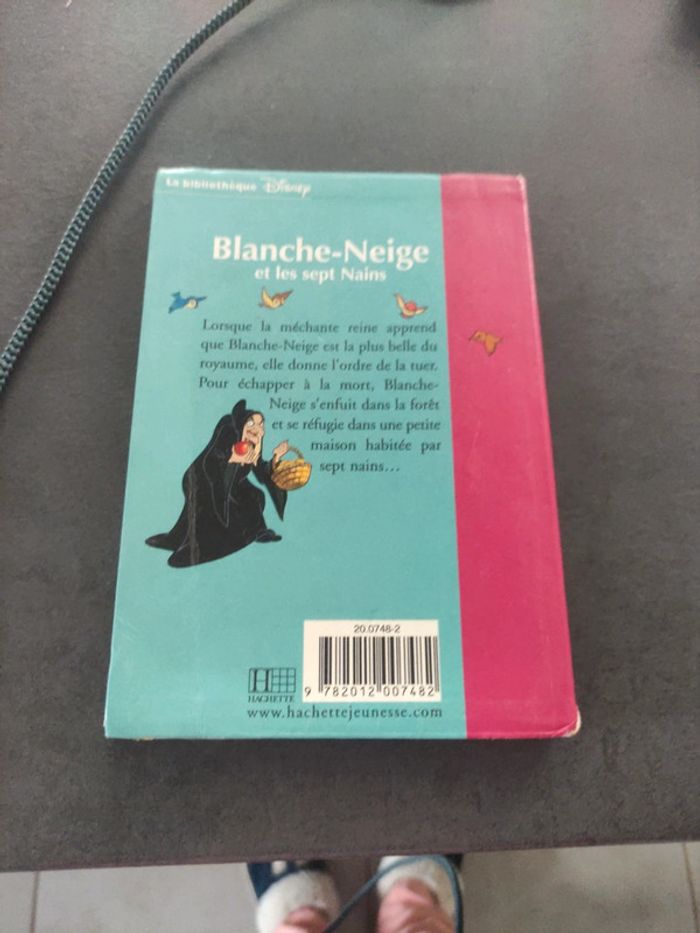 La bibliothèque Disney
Blanche-Neige
et les sept Nains
Lorsque la méchante reine apprend
que Blanche-Neige est la plus belle du
royaume, elle donne l'ordre de la tuer.
Pour échapper à la mort, Blanche-
Neige s'enfuit dans la forêt
et se réfugie dans une petite
maison habitée par
sept nains...
20.0748-2
9 782012 007482
H
HACHETTE
www.hachettejeunesse.com